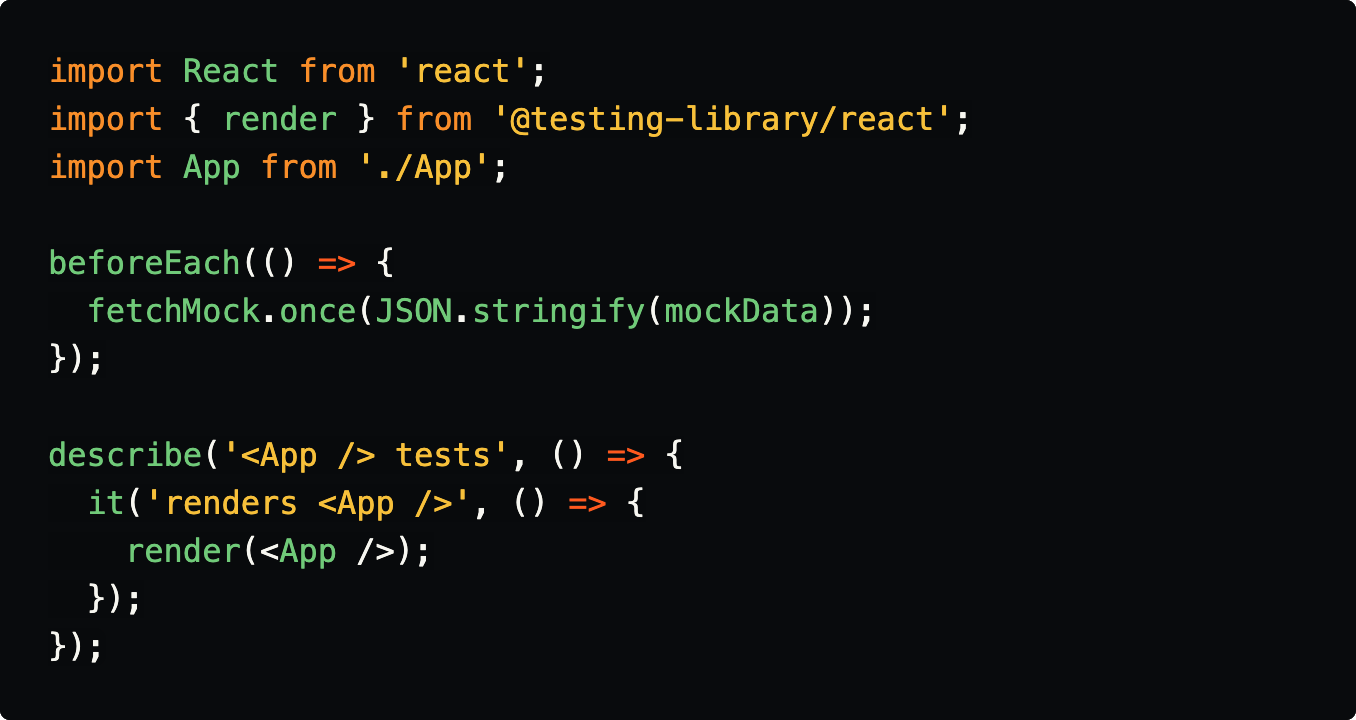 import React from 'react';
import { render } from '@testing-library/react';
import App from './App';

beforeEach(() => {
  fetchMock.once(JSON.stringify(mockData));
});

describe('<App /> tests', () => {
  it('renders <App />', () => {
    render(<App />);
  });
});